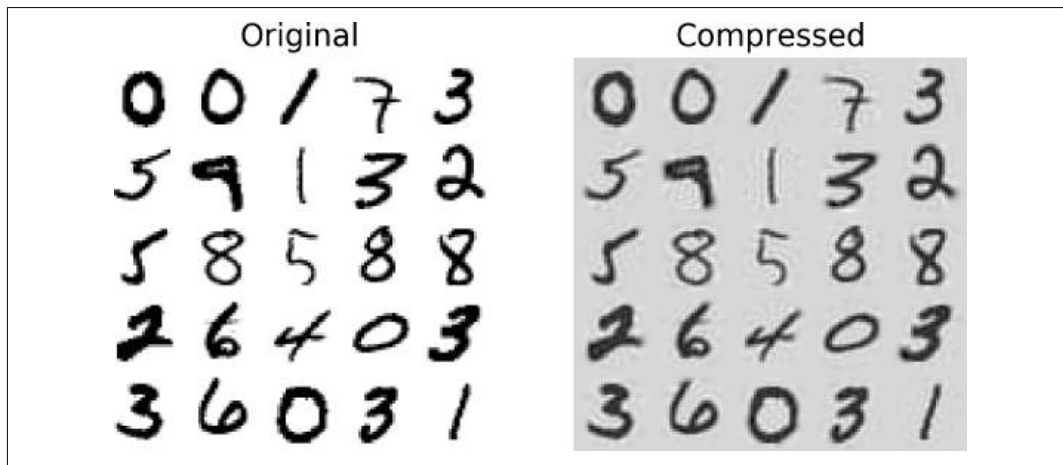 Original Compressed
0 0 1 7 3 0 0 1 7 3
5 9 1 3 2 5 9 1 3 2
5 8 5 8 8 5 8 5 8 8
2 6 4 0 3 2 6 4 0 3
3 6 0 3 1 3 6 0 3 1